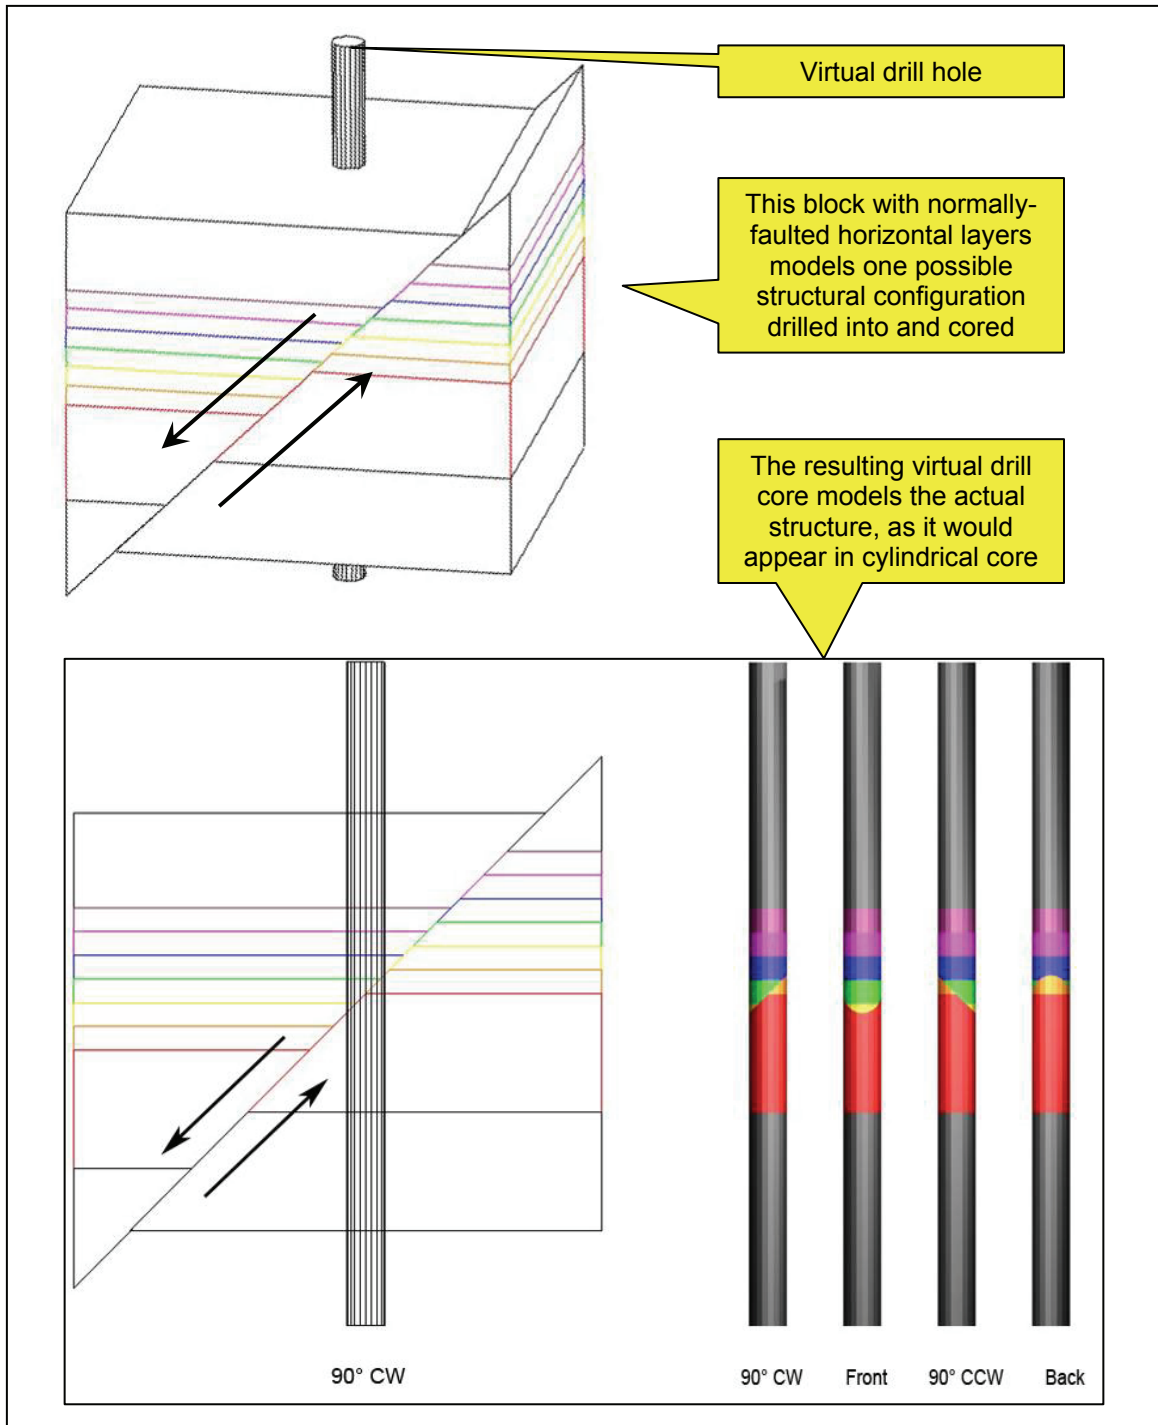 Virtual drill hole
This block with normally-
faulted horizontal layers
models one possible
structural configuration
drilled into and cored
The resulting virtual drill
core models the actual
structure, as it would
appear in cylindrical core
90° CW
90° CW Front 90° CCW Back